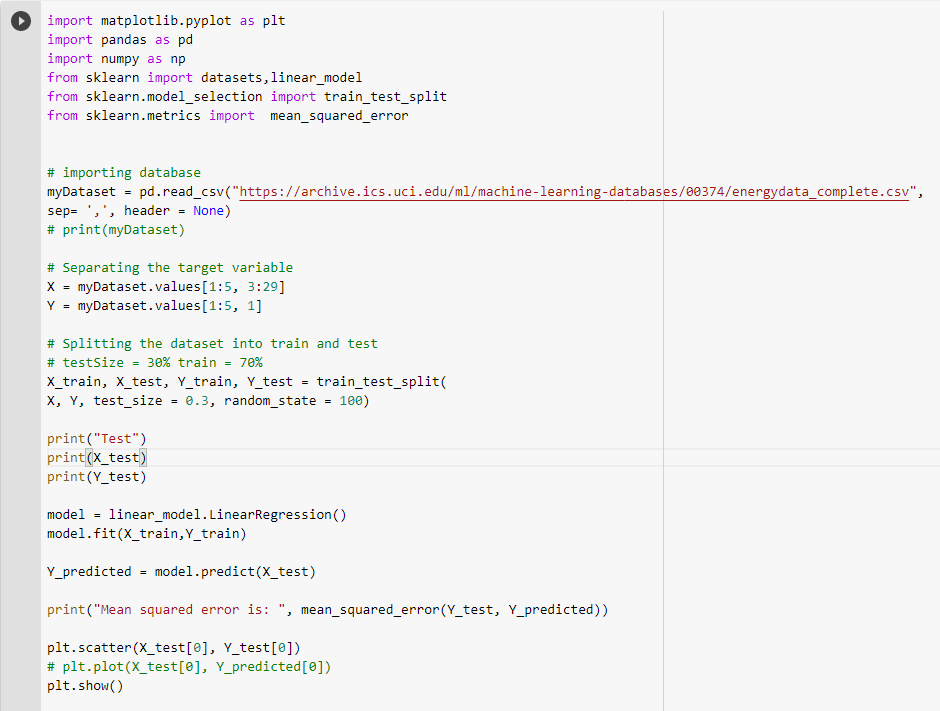 import matplotlib.pyplot as plt
import pandas as pd
import numpy as np
from sklearn import datasets,linear_model
from sklearn.model_selection import train_test_split
from sklearn.metrics import  mean_squared_error
# importing database
myDataset = pd.read_csv("https://archive.ics.uci.edu/ml/machine-learning-databases/00374/energydata_complete.csv",
sep= ',', header = None)
# print(myDataset)
# Separating the target variable
X = myDataset.values[1:5, 3:29]
Y = myDataset.values[1:5, 1]
# Splitting the dataset into train and test
# testSize = 30% train = 70%
X_train, X_test, Y_train, Y_test = train_test_split(
X, Y, test_size = 0.3, random_state = 100)
print("Test")
print(X_test)
print(Y_test)
model = linear_model.LinearRegression()
model.fit(X_train,Y_train)
Y_predicted = model.predict(X_test)
print("Mean squared error is: ", mean_squared_error(Y_test, Y_predicted))
plt.scatter(X_test[0], Y_test[0])
# plt.plot(X_test[0], Y_predicted[0])
plt.show()